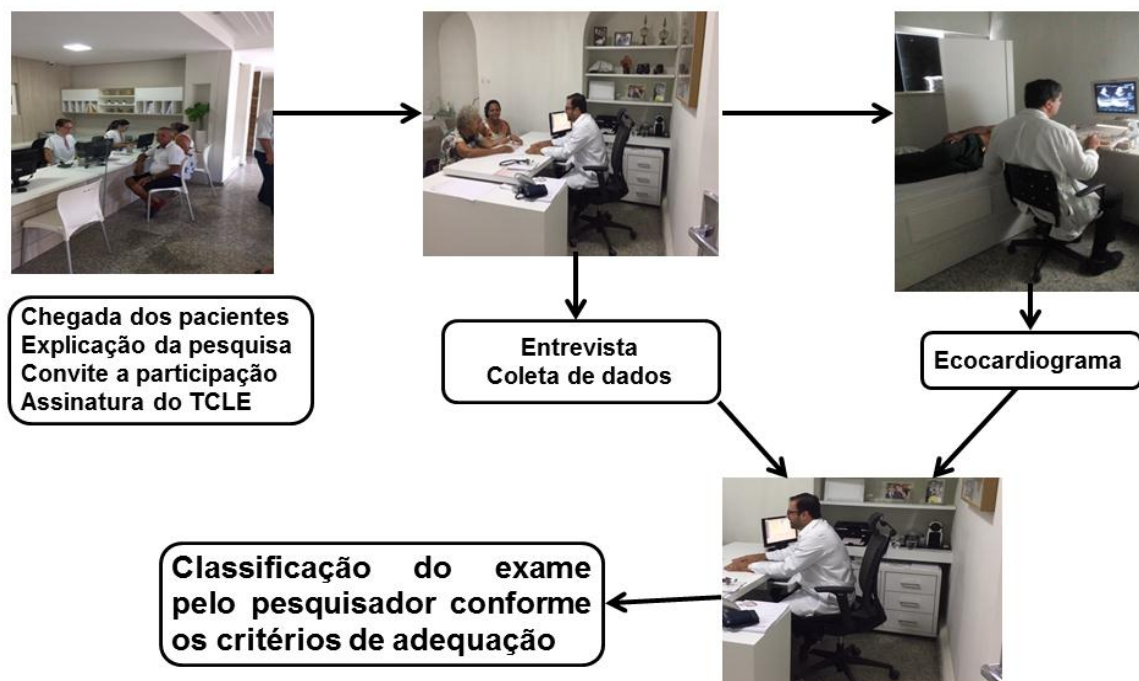 Chegada dos pacientes
Explicação da pesquisa
Convite a participação
Assinatura do TCLE
Entrevista
Coleta de dados
Ecocardiograma
Classificação do exame
pelo pesquisador conforme
os critérios de adequação